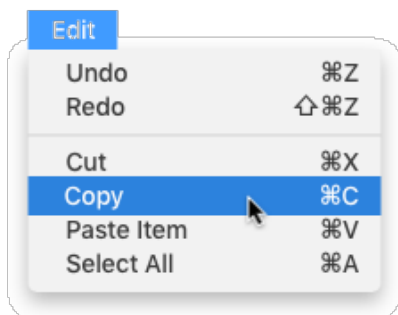 Edit
Undo ⌘Z
Redo ⇧⌘Z
Cut ⌘X
Copy ⌘C
Paste Item ⌘V
Select All ⌘A